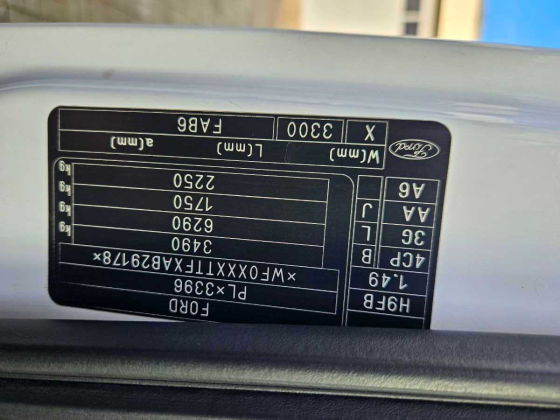 FORD
PL×3396
×WF0XXXTTFXAB29178×
3490 kg
6290 kg
1750 kg
2250 kg
H9FB
1.49
4CP B
3G L
AA J
A6
Ford
W(mm) L(mm) a(mm)
X 3300 FAB6